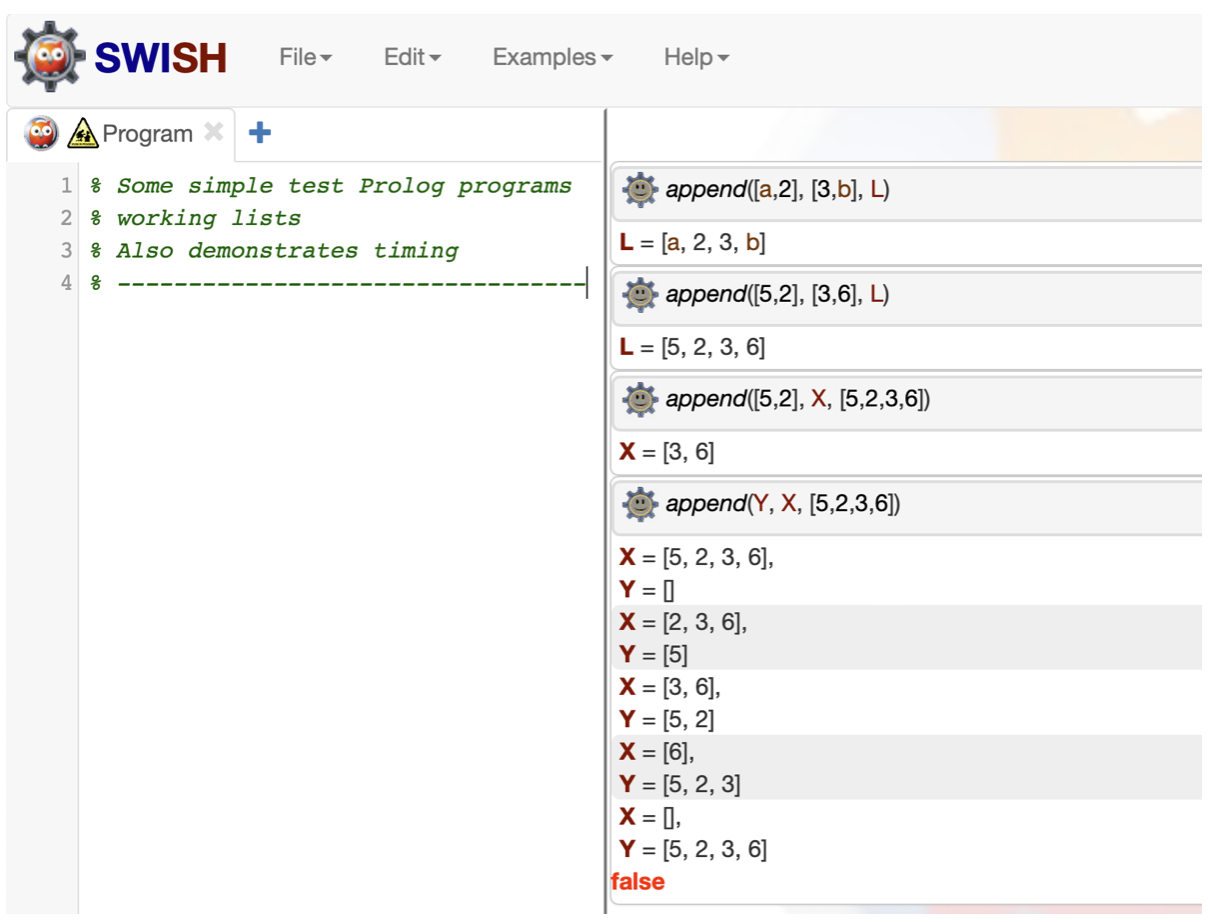 SWISH File Edit Examples Help
Program
1 % Some simple test Prolog programs
2 % working lists
3 % Also demonstrates timing
4 % ---------------------------------
append([a,2], [3,b], L)
L = [a, 2, 3, b]
append([5,2], [3,6], L)
L = [5, 2, 3, 6]
append([5,2], X, [5,2,3,6])
X = [3, 6]
append(Y, X, [5,2,3,6])
X = [5, 2, 3, 6],
Y = []
X = [2, 3, 6],
Y = [5]
X = [3, 6],
Y = [5, 2]
X = [6],
Y = [5, 2, 3]
X = [],
Y = [5, 2, 3, 6]
false